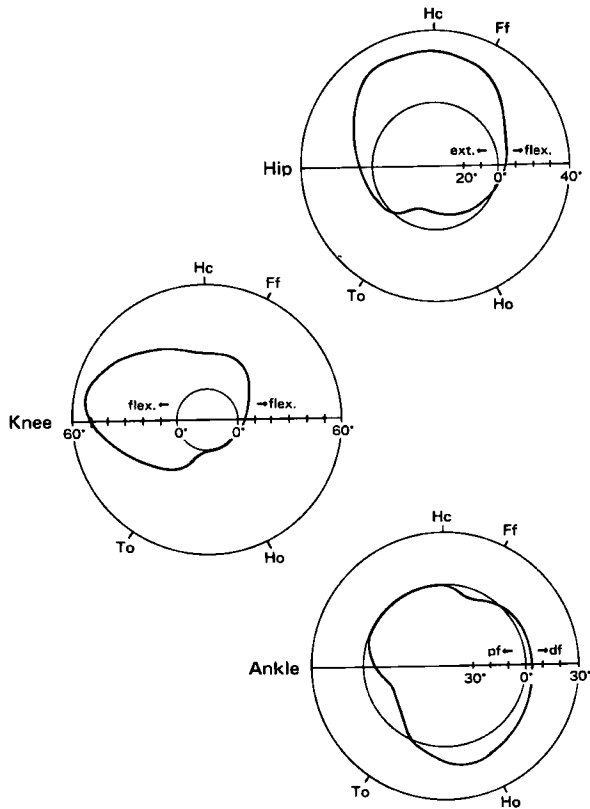 Hc
Ff
ext. ← → flex.
Hip
20° 0° 40°
To
Ho
Hc
Ff
flex. ← → flex.
Knee
60° 0° 0° 60°
To
Ho
Hc
Ff
pf ← → df
Ankle
30° 0° 30°
To
Ho